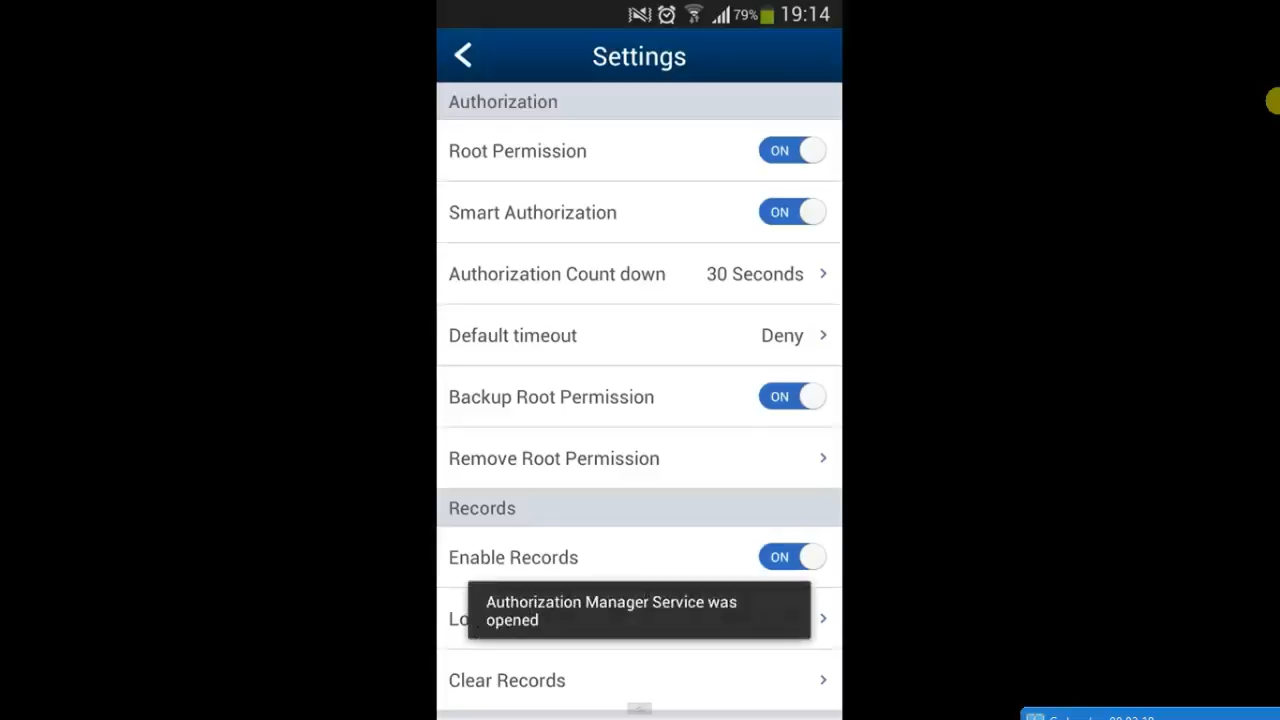 79% 19:14
Settings
Authorization
Root Permission ON
Smart Authorization ON
Authorization Count down 30 Seconds
Default timeout Deny
Backup Root Permission ON
Remove Root Permission
Records
Enable Records ON
Authorization Manager Service was
opened
Clear Records